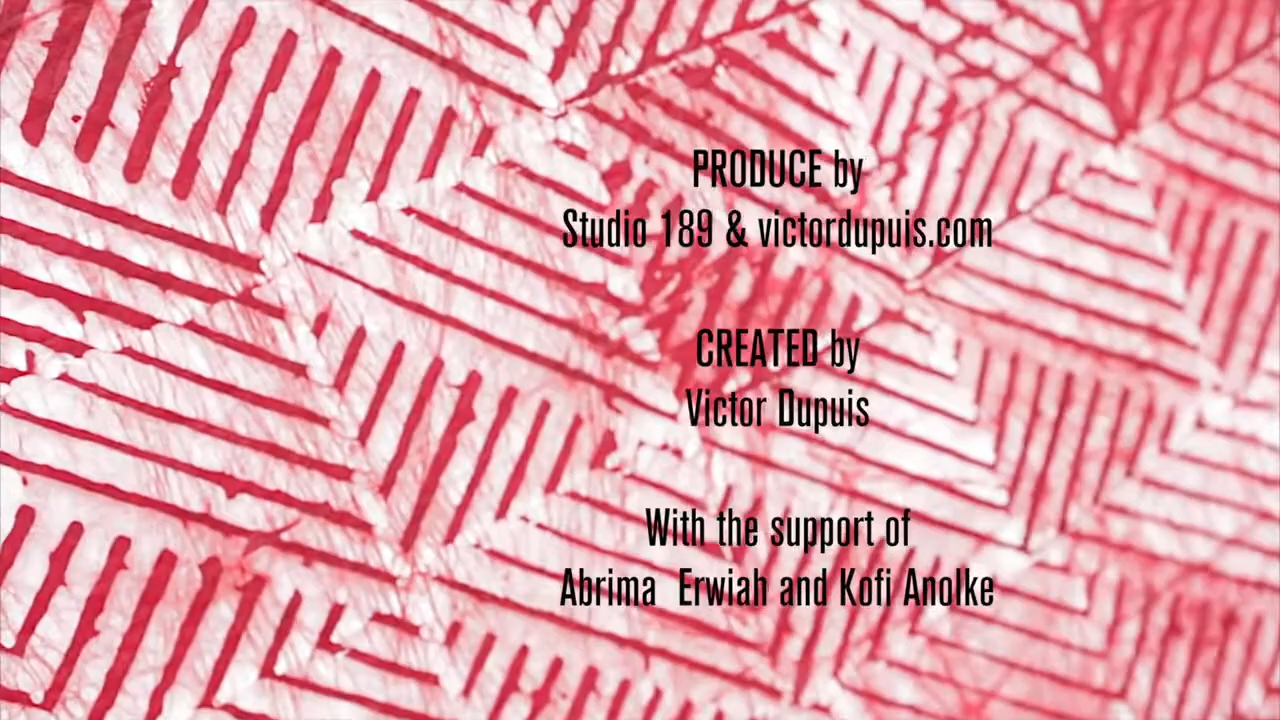 PRODUCE by
Studio 189 & victordupuis.com
CREATED by
Victor Dupuis
With the support of
Abrima  Erwiah and Kofi Anolke